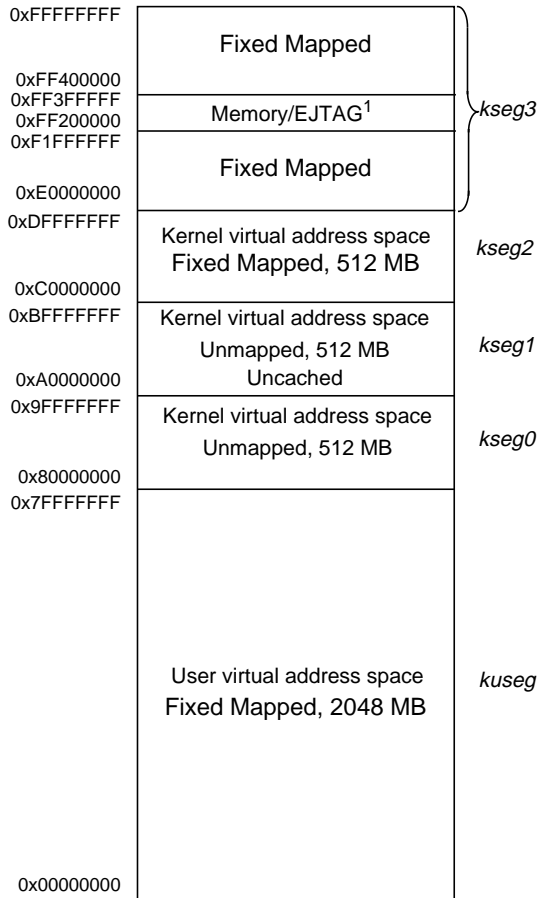 0xFFFFFFFF
Fixed Mapped
0xFF400000
0xFF3FFFFF
Memory/EJTAG1
kseg3
0xFF200000
0xF1FFFFFF
Fixed Mapped
0xE0000000
0xDFFFFFFF
Kernel virtual address space
Fixed Mapped, 512 MB
kseg2
0xC0000000
0xBFFFFFFF
Kernel virtual address space
Unmapped, 512 MB
kseg1
Uncached
0xA0000000
0x9FFFFFFF
Kernel virtual address space
Unmapped, 512 MB
kseg0
0x80000000
0x7FFFFFFF
User virtual address space
Fixed Mapped, 2048 MB
kuseg
0x00000000